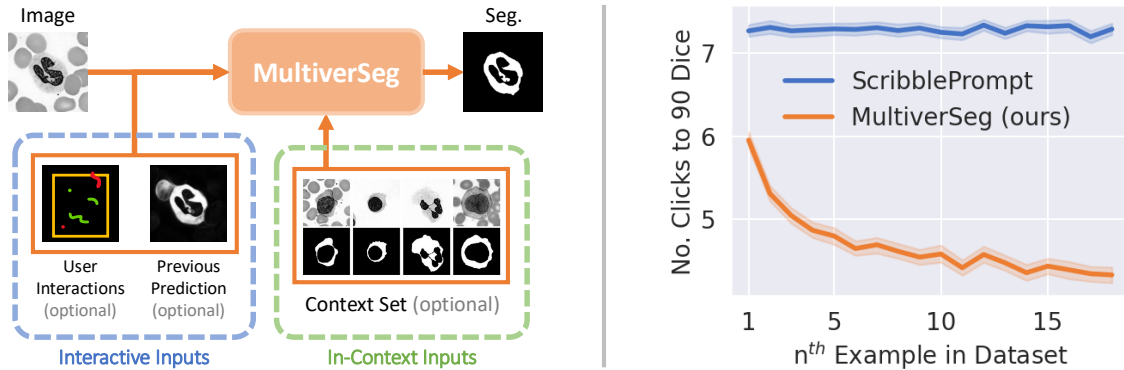 Image
Seg.
MultiverSeg
User
Interactions
(optional)
Previous
Prediction
(optional)
Interactive Inputs
Context Set (optional)
In-Context Inputs
No. Clicks to 90 Dice
7
6
5
ScribblePrompt
MultiverSeg (ours)
1 5 10 15
nth Example in Dataset